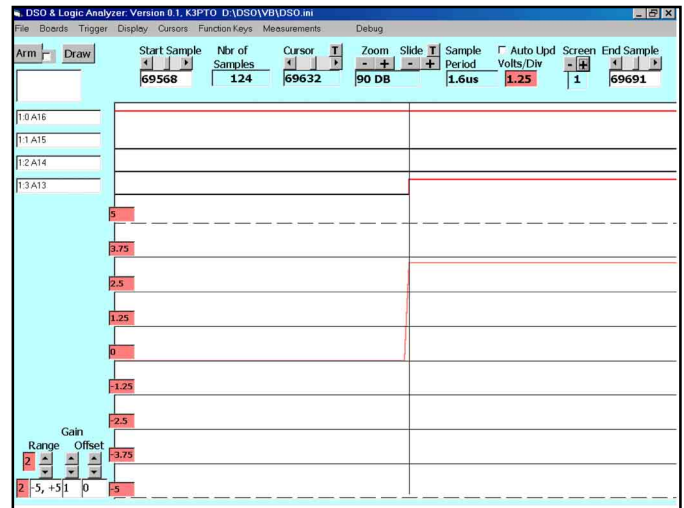 DSO & Logic Analyzer: Version 0.1, K3PTO D:\DSO\VB\DSO.ini
File Boards Trigger Display Cursors Function Keys Measurements Debug
Arm Draw Start Sample Nbr of Samples Cursor T Zoom Slide T Sample Period Auto Upd Volts/Div Screen End Sample
- + - + - +
69568 124 69632 90 DB 1.6us 1.25 1 69691
1:0 A16
1:1 A15
1:2 A14
1:3 A13
5
3.75
2.5
1.25
0
-1.25
-2.5
-3.75
-5
Gain
Range Offset
2
2 -5, +5 1 0